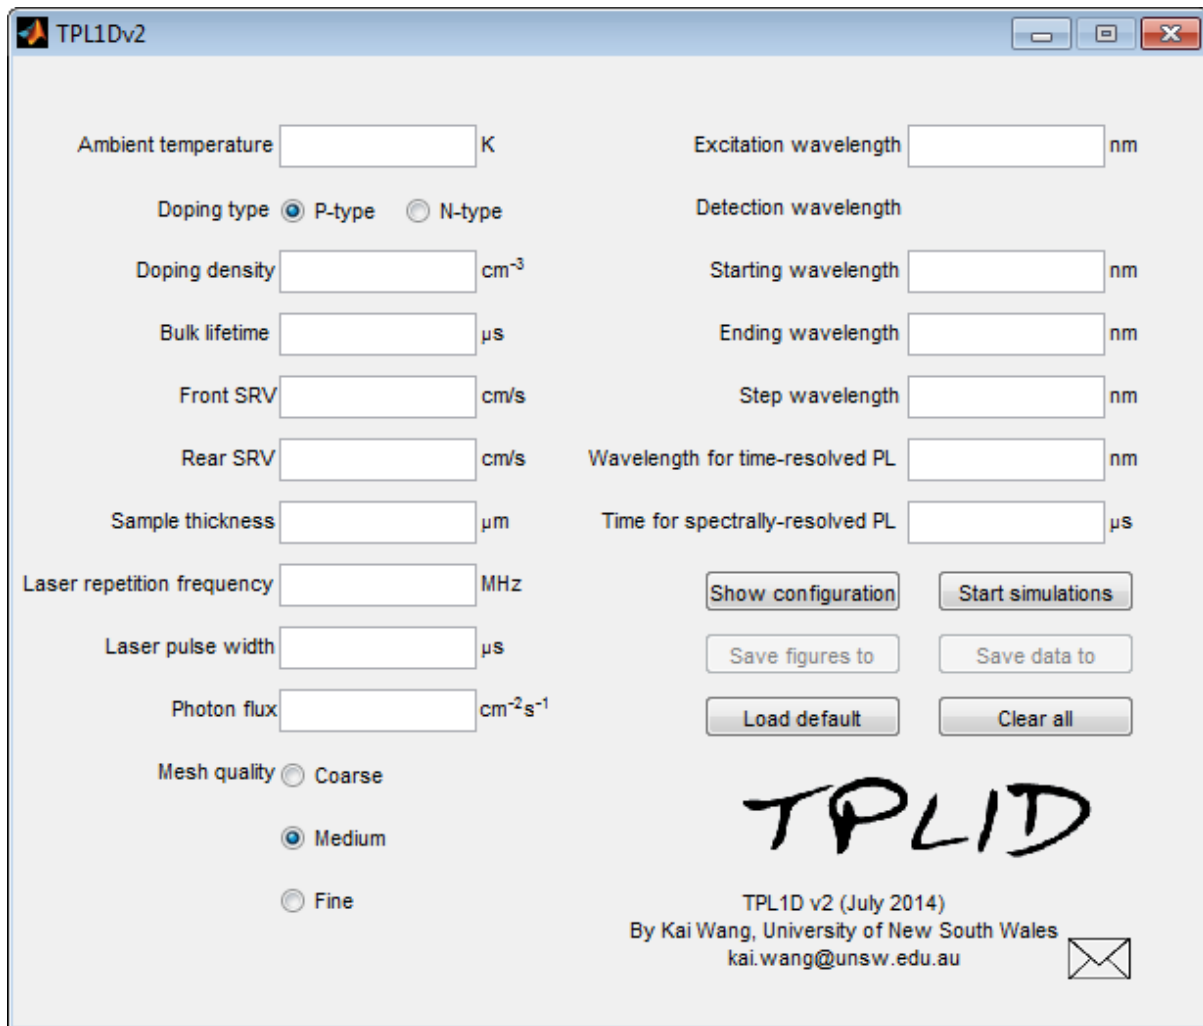 TPL1Dv2
Ambient temperature K
Doping type P-type N-type
Doping density cm⁻³
Bulk lifetime µs
Front SRV cm/s
Rear SRV cm/s
Sample thickness µm
Laser repetition frequency MHz
Laser pulse width µs
Photon flux cm⁻²s⁻¹
Mesh quality Coarse
Medium
Fine
Excitation wavelength nm
Detection wavelength
Starting wavelength nm
Ending wavelength nm
Step wavelength nm
Wavelength for time-resolved PL nm
Time for spectrally-resolved PL µs
Show configuration Start simulations
Save figures to Save data to
Load default Clear all
TPL1D
TPL1D v2 (July 2014)
By Kai Wang, University of New South Wales
kai.wang@unsw.edu.au